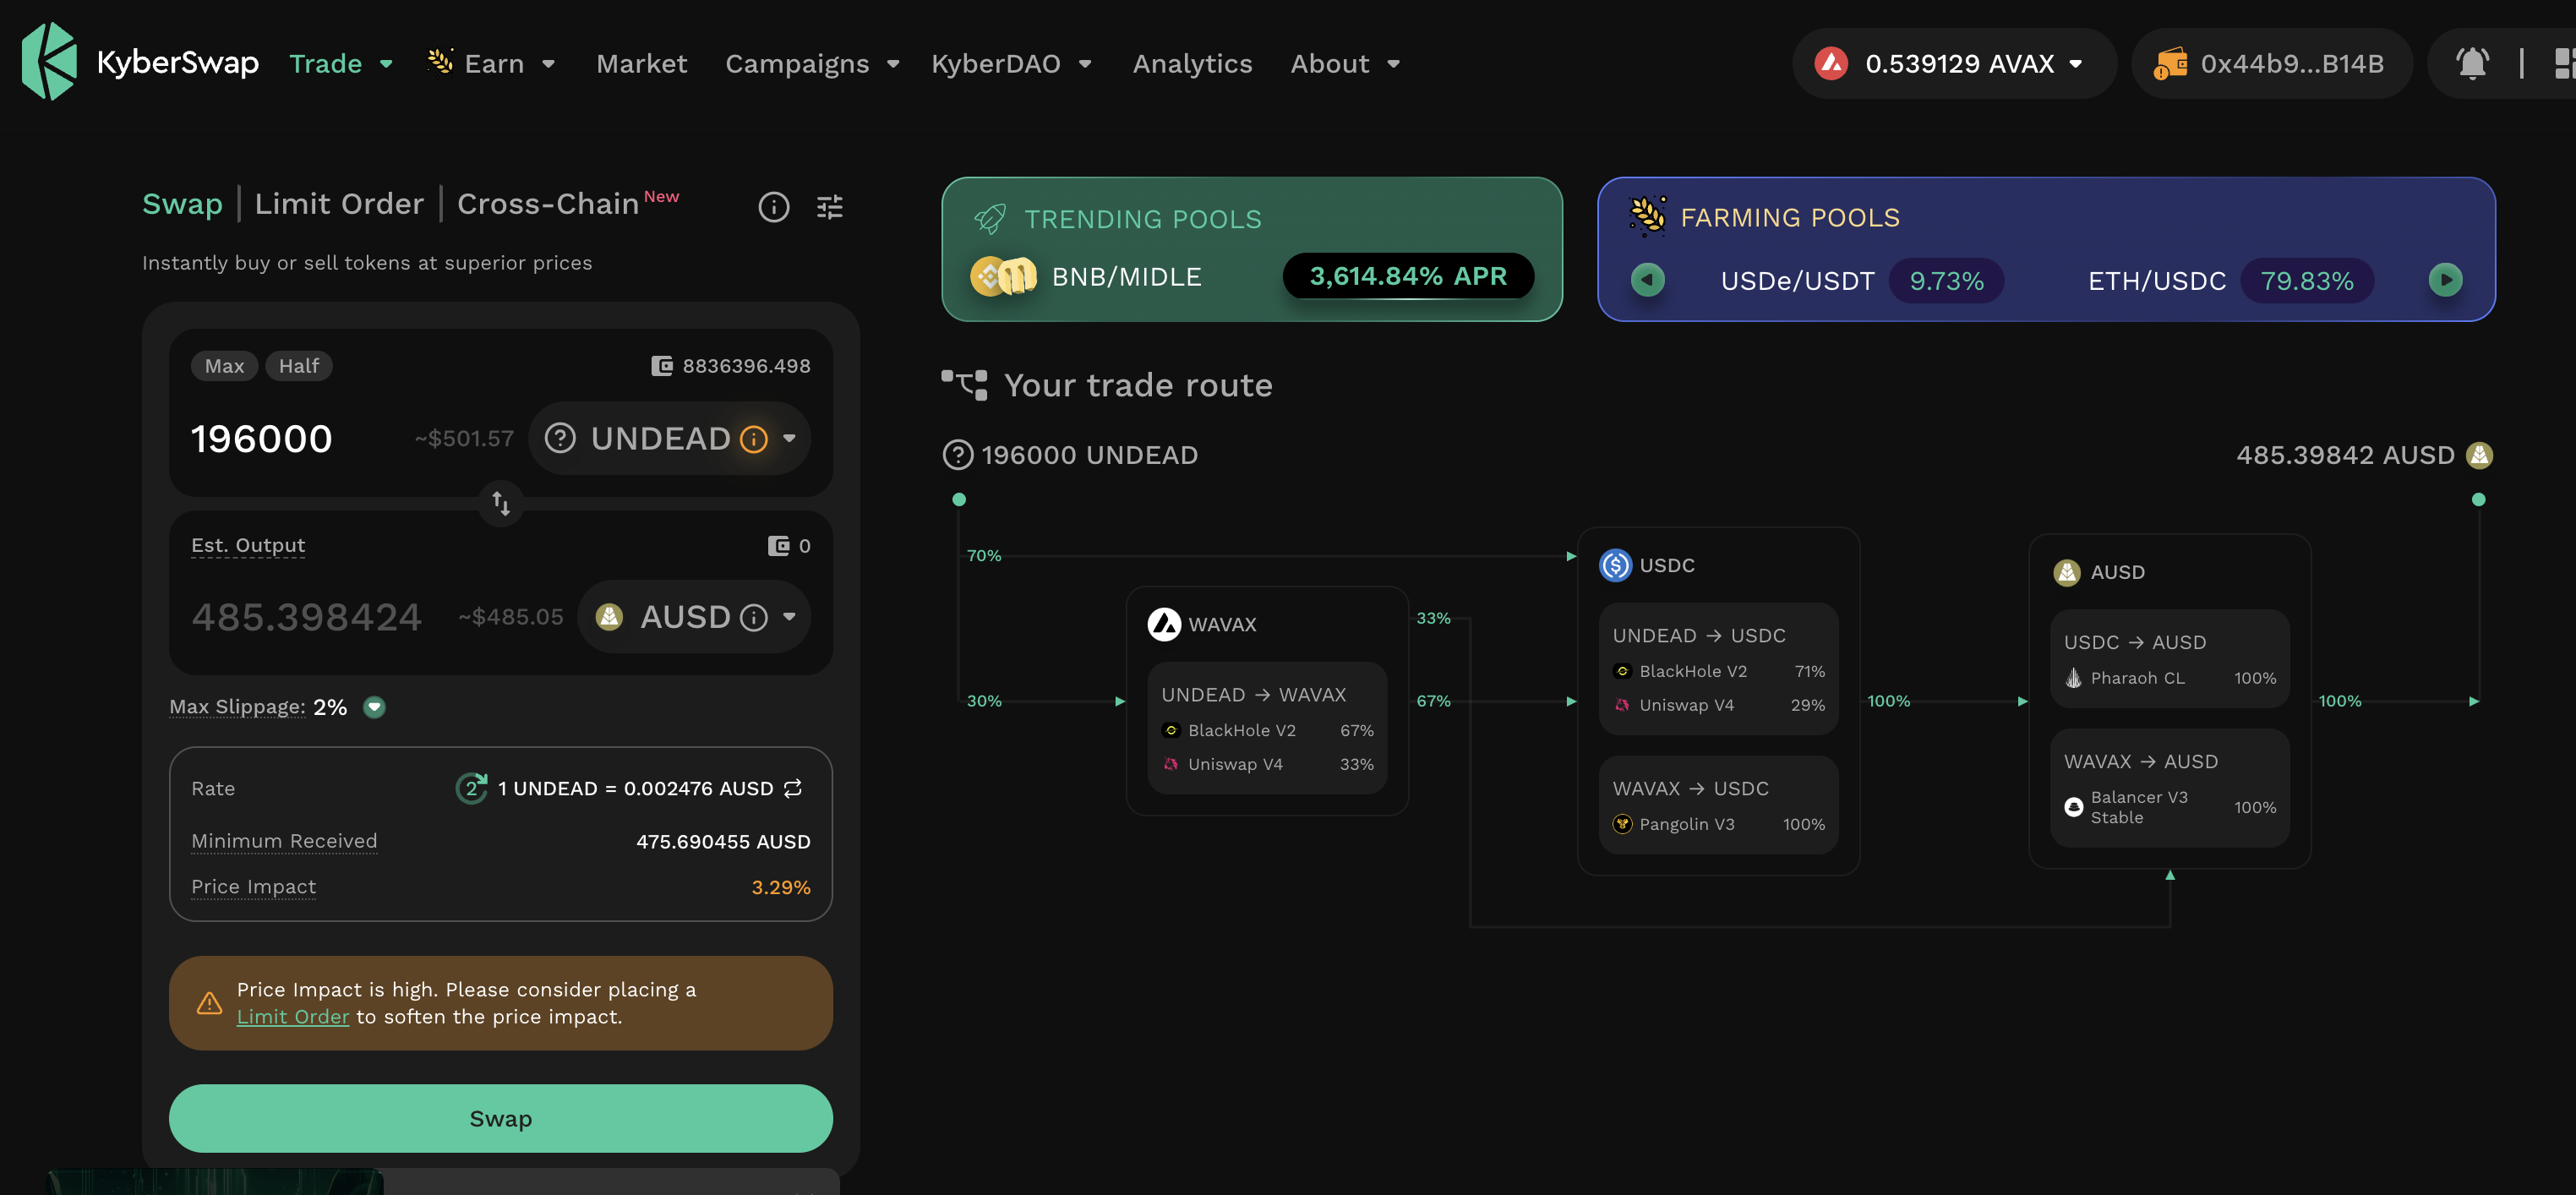 KyberSwap Trade Earn Market Campaigns KyberDAO Analytics About 0.539129 AVAX 0x44b9...B14B
Swap | Limit Order | Cross-Chain New
Instantly buy or sell tokens at superior prices
Max Half 8836396.498
196000 ~$501.57 UNDEAD
Est. Output 0
485.398424 ~$485.05 AUSD
Max Slippage: 2%
Rate 2 1 UNDEAD = 0.002476 AUSD
Minimum Received 475.690455 AUSD
Price Impact 3.29%
Price Impact is high. Please consider placing a
Limit Order to soften the price impact.
Swap
TRENDING POOLS
BNB/MIDLE 3,614.84% APR
FARMING POOLS
USDe/USDT 9.73% ETH/USDC 79.83%
Your trade route
196000 UNDEAD 485.39842 AUSD
70%
30%
WAVAX
UNDEAD → WAVAX
BlackHole V2 67%
Uniswap V4 33%
33%
67%
USDC
UNDEAD → USDC
BlackHole V2 71%
Uniswap V4 29%
WAVAX → USDC
Pangolin V3 100%
100%
AUSD
USDC → AUSD
Pharaoh CL 100%
WAVAX → AUSD
Balancer V3
Stable 100%
100%